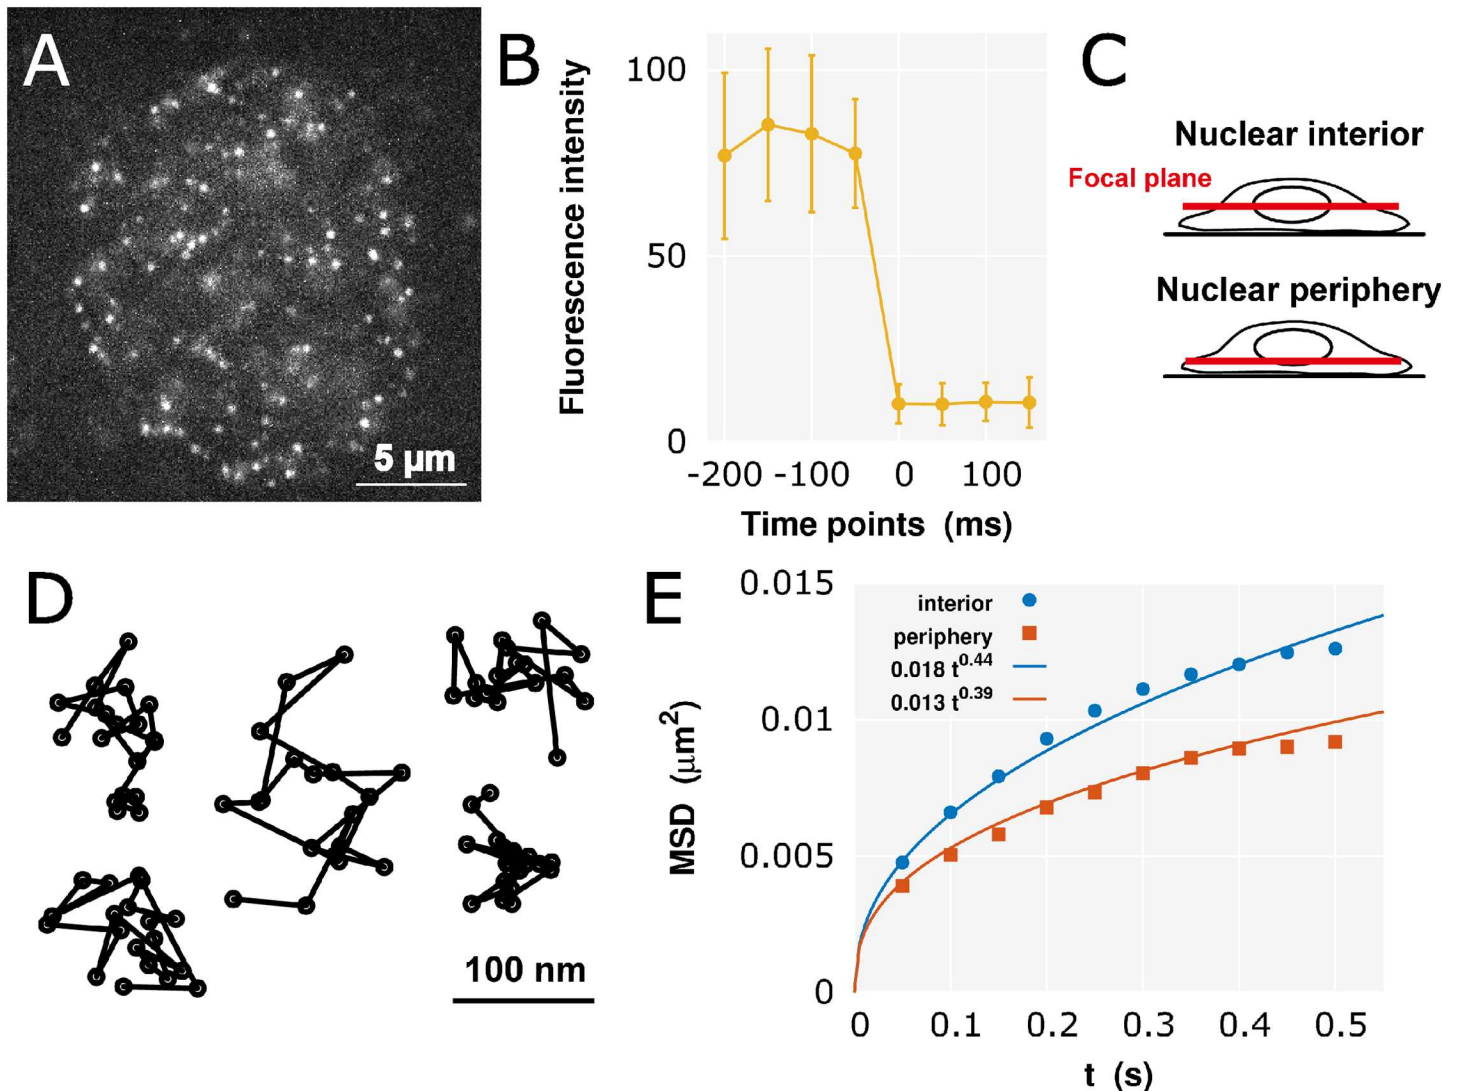 A
5 µm
B
Fluorescence intensity
100
50
0
-200 -100 0 100
Time points (ms)
C
Nuclear interior
Focal plane
Nuclear periphery
D
100 nm
E
MSD (µm²)
0.015
0.01
0.005
0
interior
periphery
0.018 t^0.44
0.013 t^0.39
0 0.1 0.2 0.3 0.4 0.5
t (s)